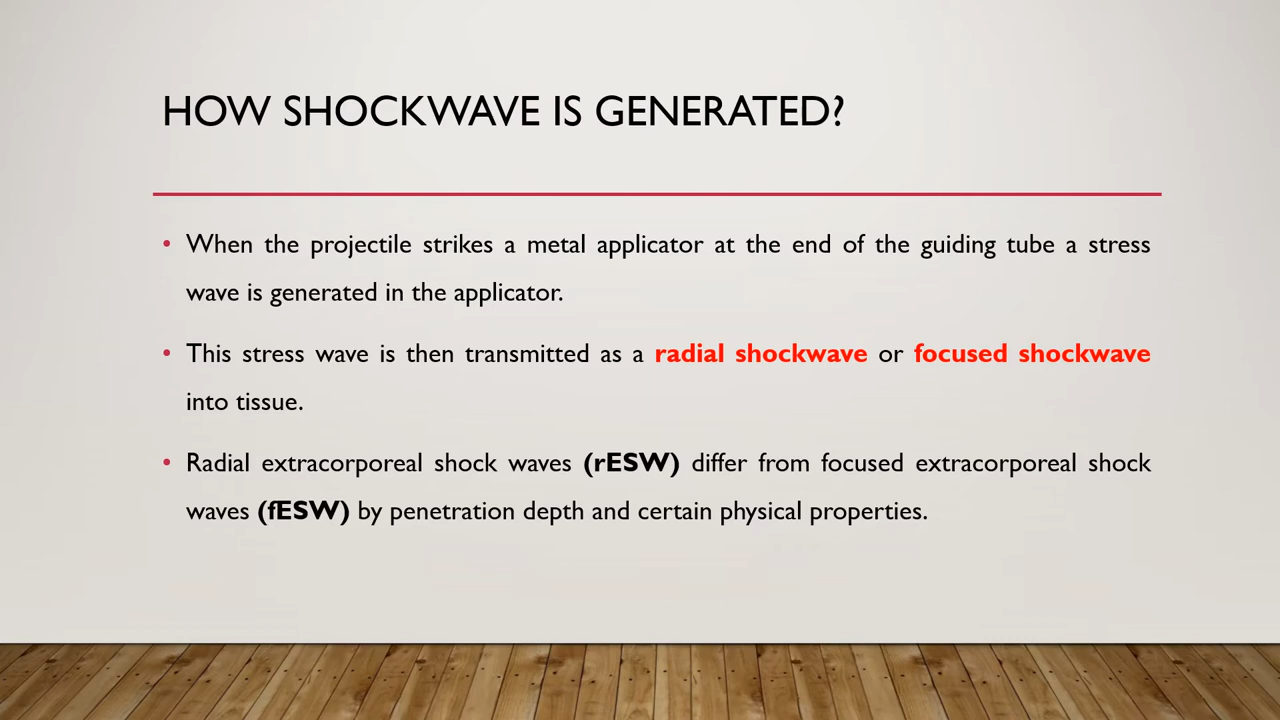 HOW SHOCKWAVE IS GENERATED?
• When the projectile strikes a metal applicator at the end of the guiding tube a stress
wave is generated in the applicator.
• This stress wave is then transmitted as a radial shockwave or focused shockwave
into tissue.
• Radial extracorporeal shock waves (rESW) differ from focused extracorporeal shock
waves (fESW) by penetration depth and certain physical properties.